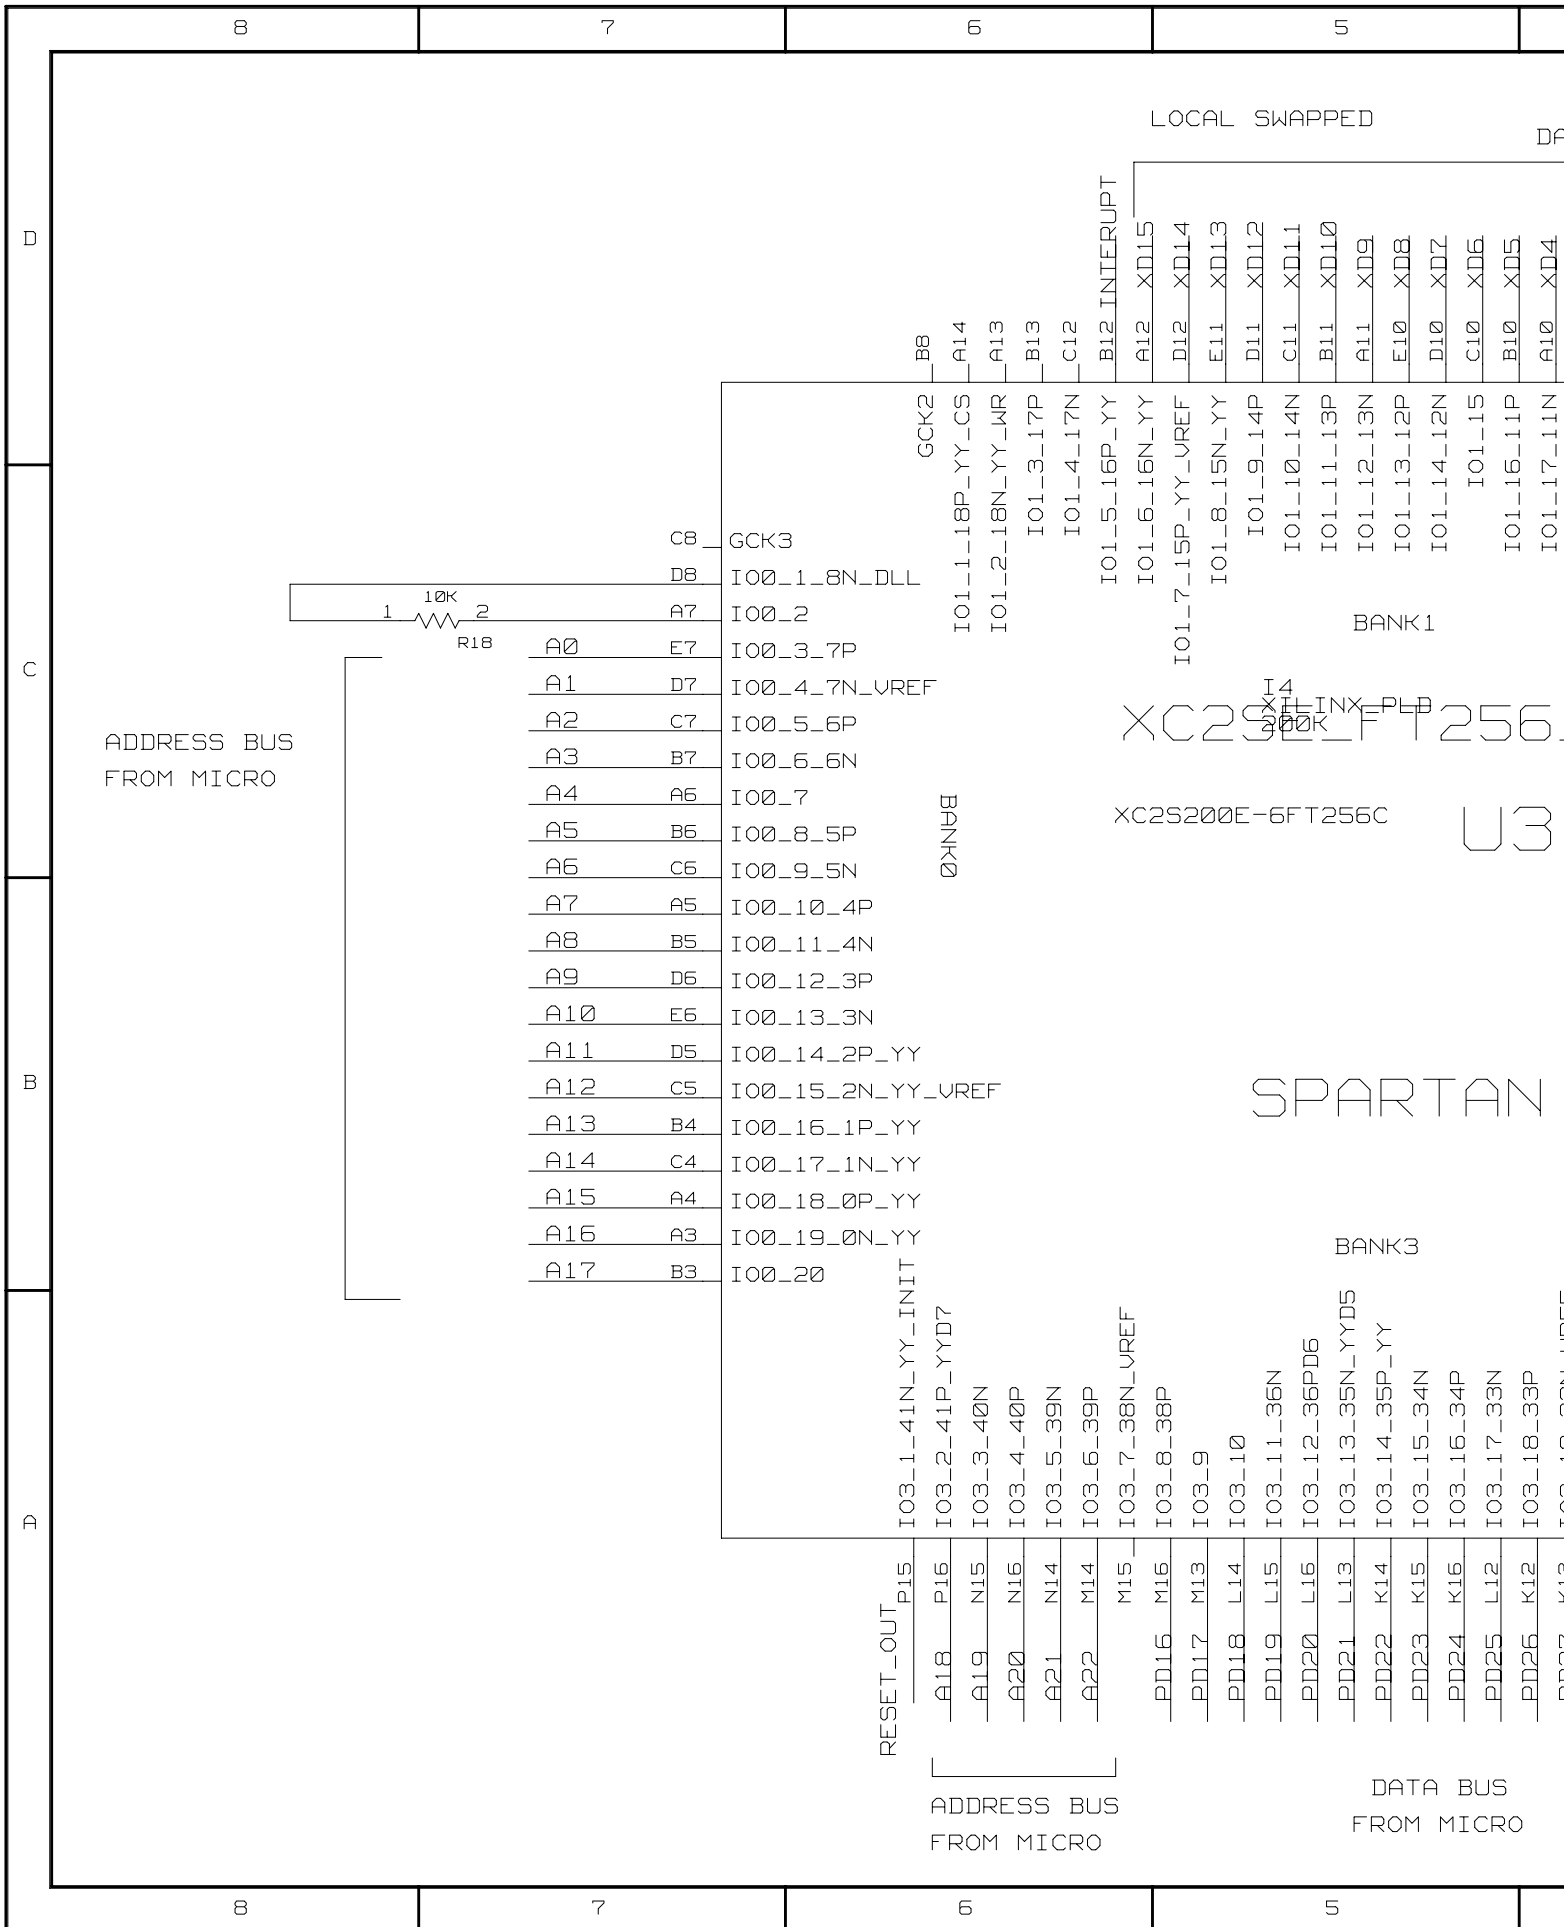 8 7 6 5
LOCAL SWAPPED
D
INTERUPT
XD15
XD14
XD13
XD12
XD11
XD10
XD9
XD8
XD7
XD6
XD5
XD4
B8
A14
A13
B13
C12
B12
A12
D12
E11
D11
C11
B11
A11
E10
D10
C10
B10
A10
GCK2
IO1_1_18P_YY_CS
IO1_2_18N_YY_WR
IO1_3_17P
IO1_4_17N
IO1_5_16P_YY
IO1_6_16N_YY
IO1_7_15P_YY_VREF
IO1_8_15N_YY
IO1_9_14P
IO1_10_14N
IO1_11_13P
IO1_12_13N
IO1_13_12P
IO1_14_12N
IO1_15
IO1_16_11P
IO1_17_11N
C8 GCK3
D8 IO0_1_8N_DLL
10K
1 2 A7 IO0_2
R18
BANK1
C
A0 E7 IO0_3_7P
A1 D7 IO0_4_7N_VREF
A2 C7 IO0_5_6P
A3 B7 IO0_6_6N
A4 A6 IO0_7
A5 B6 IO0_8_5P
A6 C6 IO0_9_5N
A7 A5 IO0_10_4P
A8 B5 IO0_11_4N
A9 D6 IO0_12_3P
A10 E6 IO0_13_3N
A11 D5 IO0_14_2P_YY
A12 C5 IO0_15_2N_YY_VREF
A13 B4 IO0_16_1P_YY
A14 C4 IO0_17_1N_YY
A15 A4 IO0_18_0P_YY
A16 A3 IO0_19_0N_YY
A17 B3 IO0_20
ADDRESS BUS
FROM MICRO
BANK0
I4
XILINX_PLD
200K
XC2SE_FT256_
XC2S200E-6FT256C
U3
B
SPARTAN
BANK3
IO3_1_41N_YY_INIT
IO3_2_41P_YYD7
IO3_3_40N
IO3_4_40P
IO3_5_39N
IO3_6_39P
IO3_7_38N_VREF
IO3_8_38P
IO3_9
IO3_10
IO3_11_36N
IO3_12_36PD6
IO3_13_35N_YYD5
IO3_14_35P_YY
IO3_15_34N
IO3_16_34P
IO3_17_33N
IO3_18_33P
A
P15
P16
N15
N16
N14
M14
M15
M16
M13
L14
L15
L16
L13
K14
K15
K16
L12
K12
RESET_OUT
A18
A19
A20
A21
A22
PD16
PD17
PD18
PD19
PD20
PD21
PD22
PD23
PD24
PD25
PD26
ADDRESS BUS
FROM MICRO
DATA BUS
FROM MICRO
8 7 6 5